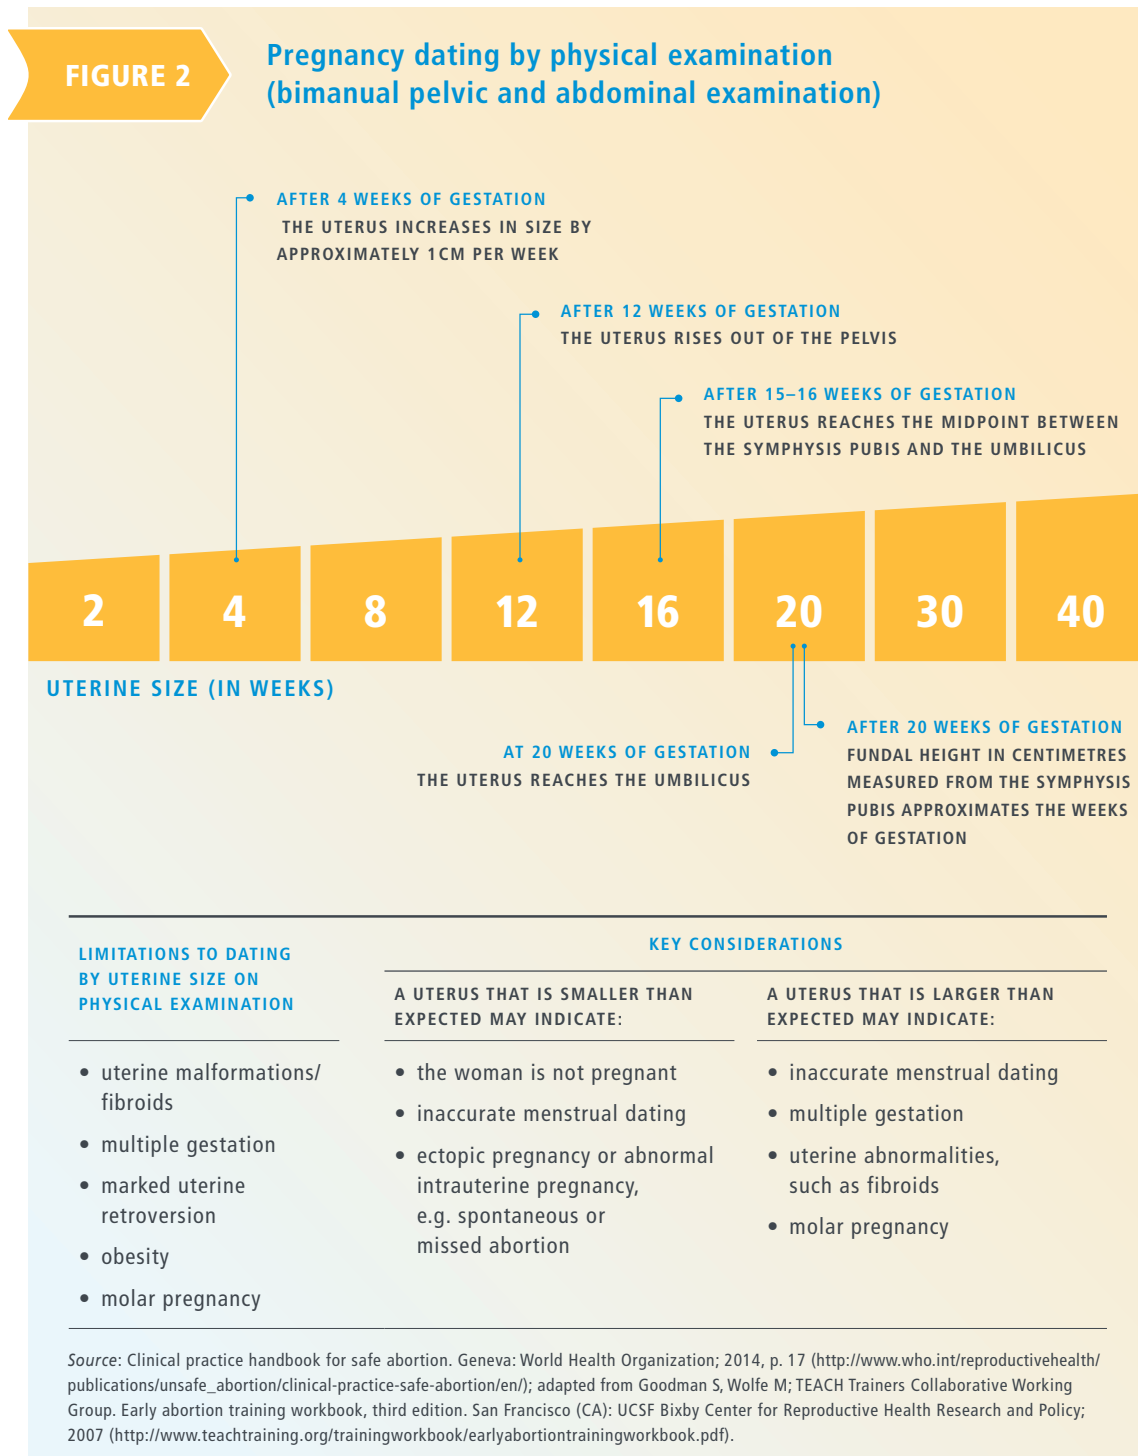 FIGURE 2
Pregnancy dating by physical examination
(bimanual pelvic and abdominal examination)
AFTER 4 WEEKS OF GESTATION
THE UTERUS INCREASES IN SIZE BY
APPROXIMATELY 1CM PER WEEK
AFTER 12 WEEKS OF GESTATION
THE UTERUS RISES OUT OF THE PELVIS
AFTER 15–16 WEEKS OF GESTATION
THE UTERUS REACHES THE MIDPOINT BETWEEN
THE SYMPHYSIS PUBIS AND THE UMBILICUS
2 4 8 12 16 20 30 40
UTERINE SIZE (IN WEEKS)
AT 20 WEEKS OF GESTATION
THE UTERUS REACHES THE UMBILICUS
AFTER 20 WEEKS OF GESTATION
FUNDAL HEIGHT IN CENTIMETRES
MEASURED FROM THE SYMPHYSIS
PUBIS APPROXIMATES THE WEEKS
OF GESTATION
LIMITATIONS TO DATING
BY UTERINE SIZE ON
PHYSICAL EXAMINATION
• uterine malformations/
fibroids
• multiple gestation
• marked uterine
retroversion
• obesity
• molar pregnancy
KEY CONSIDERATIONS
A UTERUS THAT IS SMALLER THAN
EXPECTED MAY INDICATE:
• the woman is not pregnant
• inaccurate menstrual dating
• ectopic pregnancy or abnormal
intrauterine pregnancy,
e.g. spontaneous or
missed abortion
A UTERUS THAT IS LARGER THAN
EXPECTED MAY INDICATE:
• inaccurate menstrual dating
• multiple gestation
• uterine abnormalities,
such as fibroids
• molar pregnancy
Source: Clinical practice handbook for safe abortion. Geneva: World Health Organization; 2014, p. 17 (http://www.who.int/reproductivehealth/
publications/unsafe_abortion/clinical-practice-safe-abortion/en/); adapted from Goodman S, Wolfe M; TEACH Trainers Collaborative Working
Group. Early abortion training workbook, third edition. San Francisco (CA): UCSF Bixby Center for Reproductive Health Research and Policy;
2007 (http://www.teachtraining.org/trainingworkbook/earlyabortiontrainingworkbook.pdf).